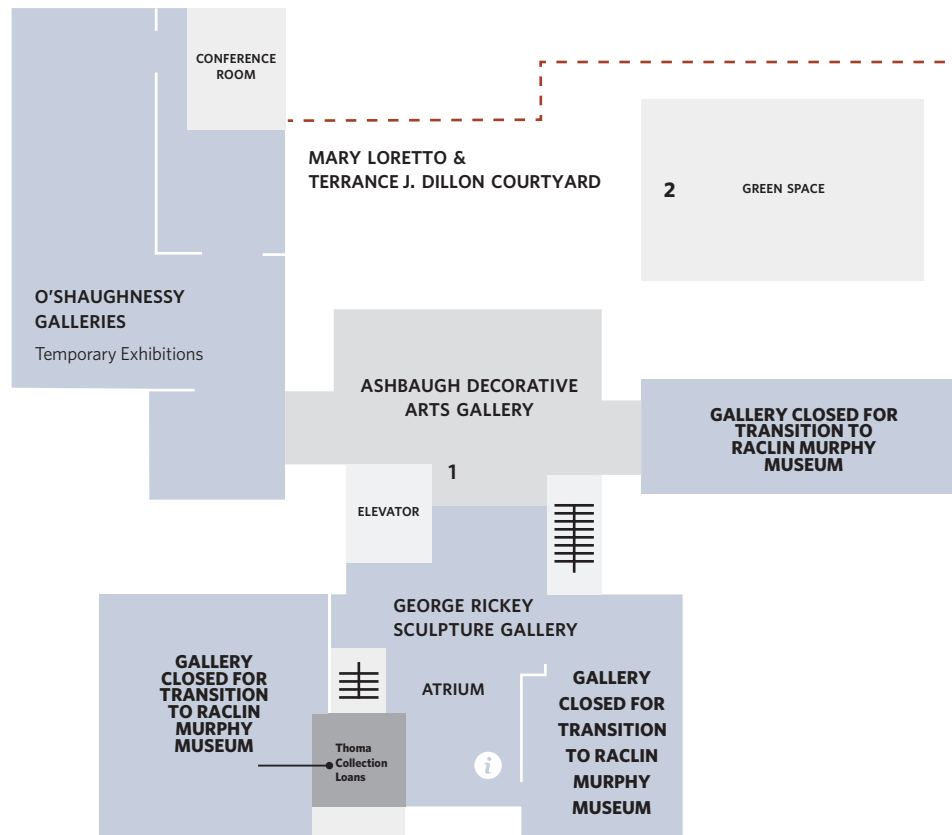 CONFERENCE
ROOM
MARY LORETTO &
TERRANCE J. DILLON COURTYARD
2
GREEN SPACE
O'SHAUGHNESSY
GALLERIES
Temporary Exhibitions
ASHBAUGH DECORATIVE
ARTS GALLERY
1
GALLERY CLOSED FOR
TRANSITION TO
RACLIN MURPHY
MUSEUM
ELEVATOR
GEORGE RICKEY
SCULPTURE GALLERY
GALLERY
CLOSED FOR
TRANSITION
TO RACLIN
MURPHY
MUSEUM
ATRIUM
GALLERY
CLOSED FOR
TRANSITION
TO RACLIN
MURPHY
MUSEUM
Thoma
Collection
Loans
i